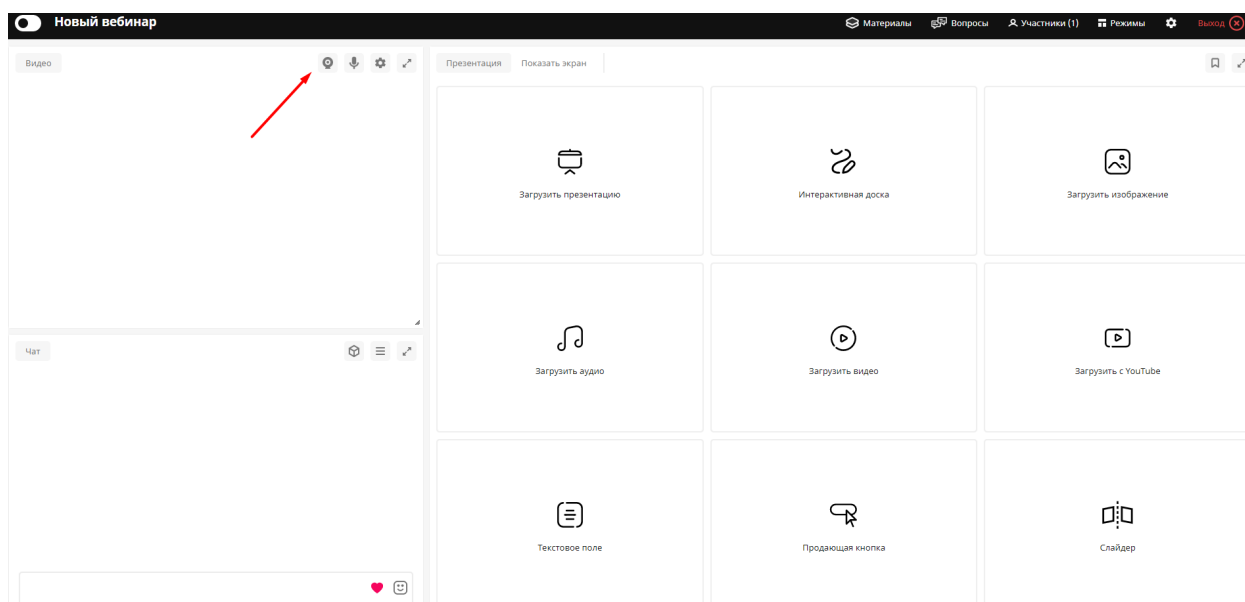 Новый вебинар
Материалы
Вопросы
Участники (1)
Режимы
Выход
Видео
Презентация
Показать экран
Загрузить презентацию
Интерактивная доска
Загрузить изображение
Чат
Загрузить аудио
Загрузить видео
Загрузить с YouTube
Текстовое поле
Продающая кнопка
Слайдер